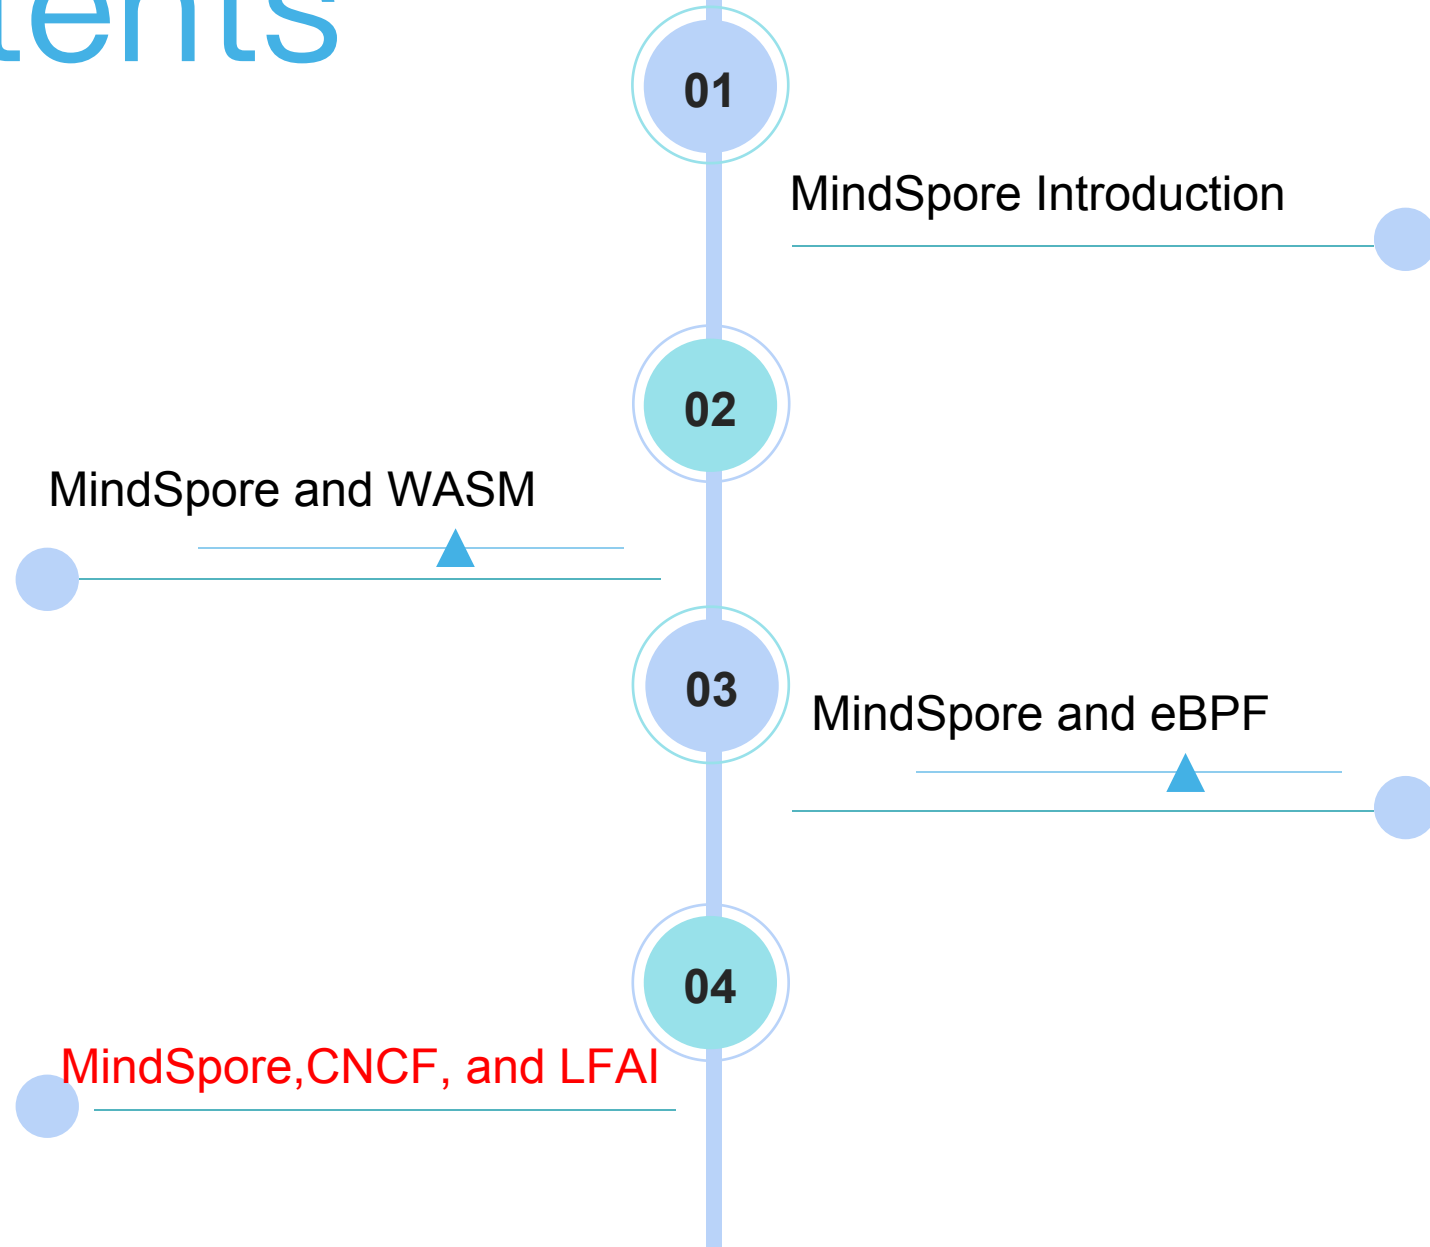 tents
01
MindSpore Introduction
02
MindSpore and WASM
03
MindSpore and eBPF
04
MindSpore,CNCF, and LFAI